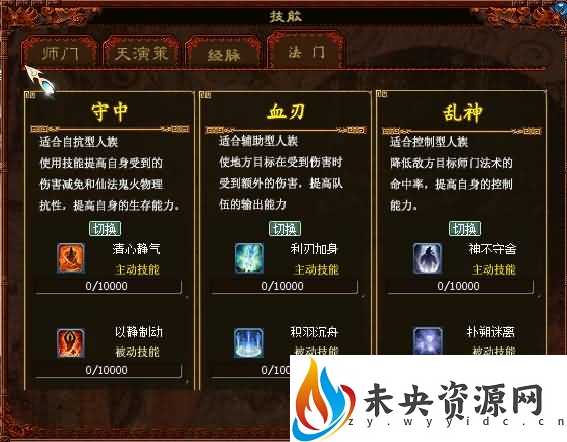 技能
师门
天演策
经脉
法门
守中
适合自抗型人族
使用技能提高自身受到的
伤害减免和仙法鬼火物理
抗性，提高自身的生存能力。
切换
清心静气
主动技能
0/10000
以静制动
被动技能
0/10000
血刃
适合辅助型人族
使地方目标在受到伤害时
受到额外的伤害，提高队
伍的输出能力
切换
利刃加身
主动技能
0/10000
积羽沉舟
被动技能
乱神
适合控制型人族
降低敌方目标师门法术的
命中率，提高自身的控制
能力。
切换
神不守舍
主动技能
0/10000
扑朔迷离
被动技能
未央资源网
zy.wyyidc.cn